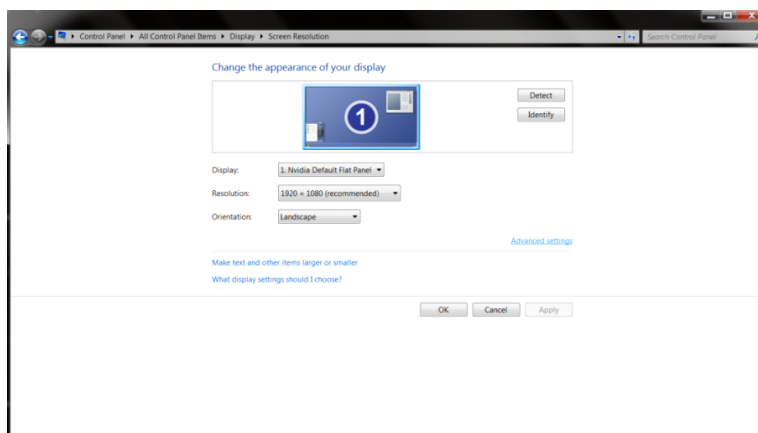 Control Panel ▸ All Control Panel Items ▸ Display ▸ Screen Resolution
Search Control Panel
Change the appearance of your display
1
Detect
Identify
Display: 1. Nvidia Default Flat Panel
Resolution: 1920 × 1080 (recommended)
Orientation: Landscape
Advanced settings
Make text and other items larger or smaller
What display settings should I choose?
OK Cancel Apply